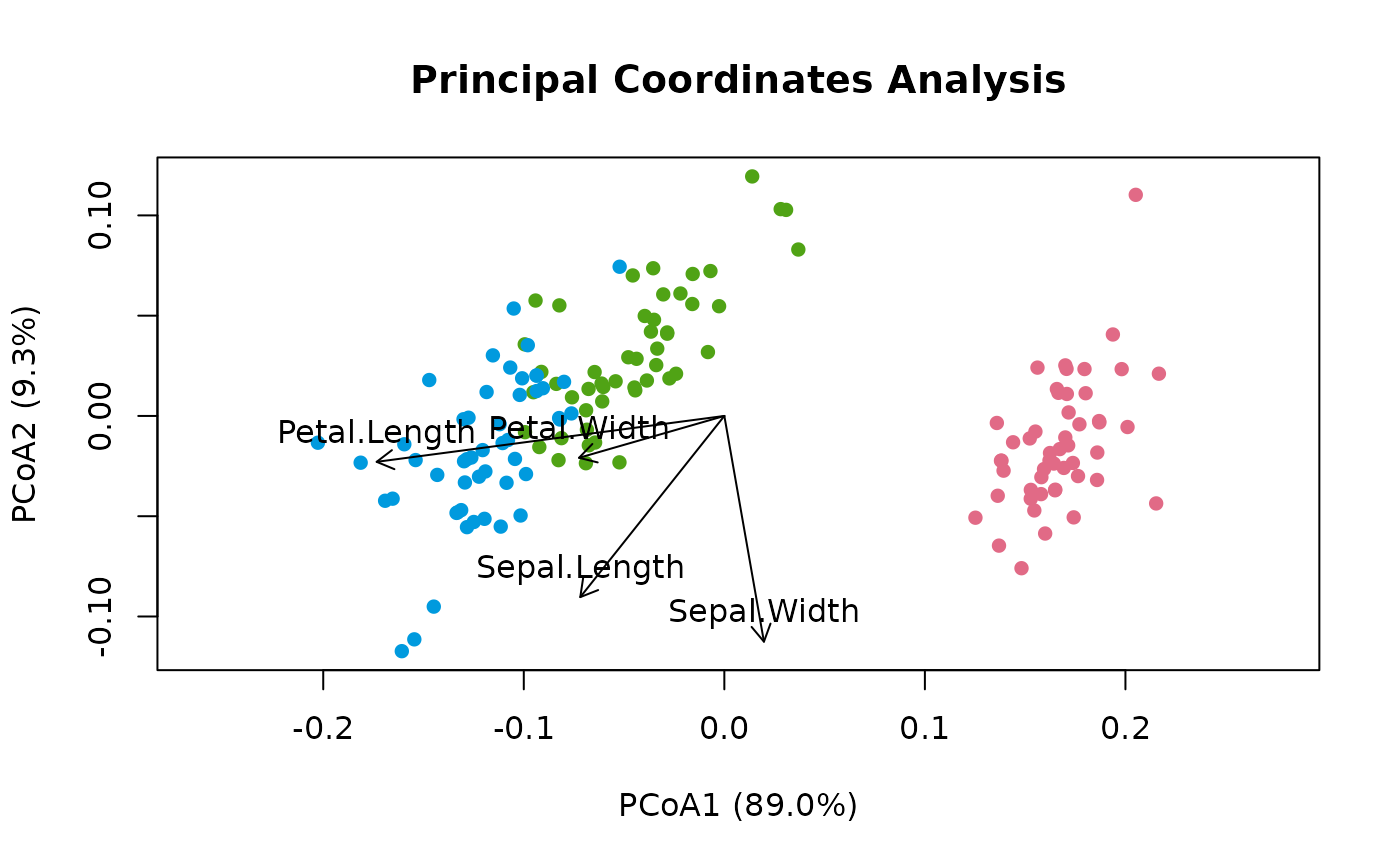 Principal Coordinates Analysis
0.10
0.00
-0.10
PCoA2 (9.3%)
Petal.Length
Petal.Width
Sepal.Length
Sepal.Width
-0.2
-0.1
0.0
0.1
0.2
PCoA1 (89.0%)